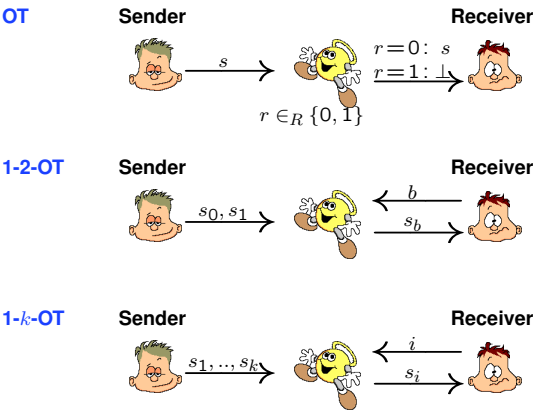 OT Sender Receiver
s
r = 0: s
r = 1: ⊥
r ∈_R {0, 1}
1-2-OT Sender Receiver
s_0, s_1
b
s_b
1-k-OT Sender Receiver
s_1, .., s_k
i
s_i